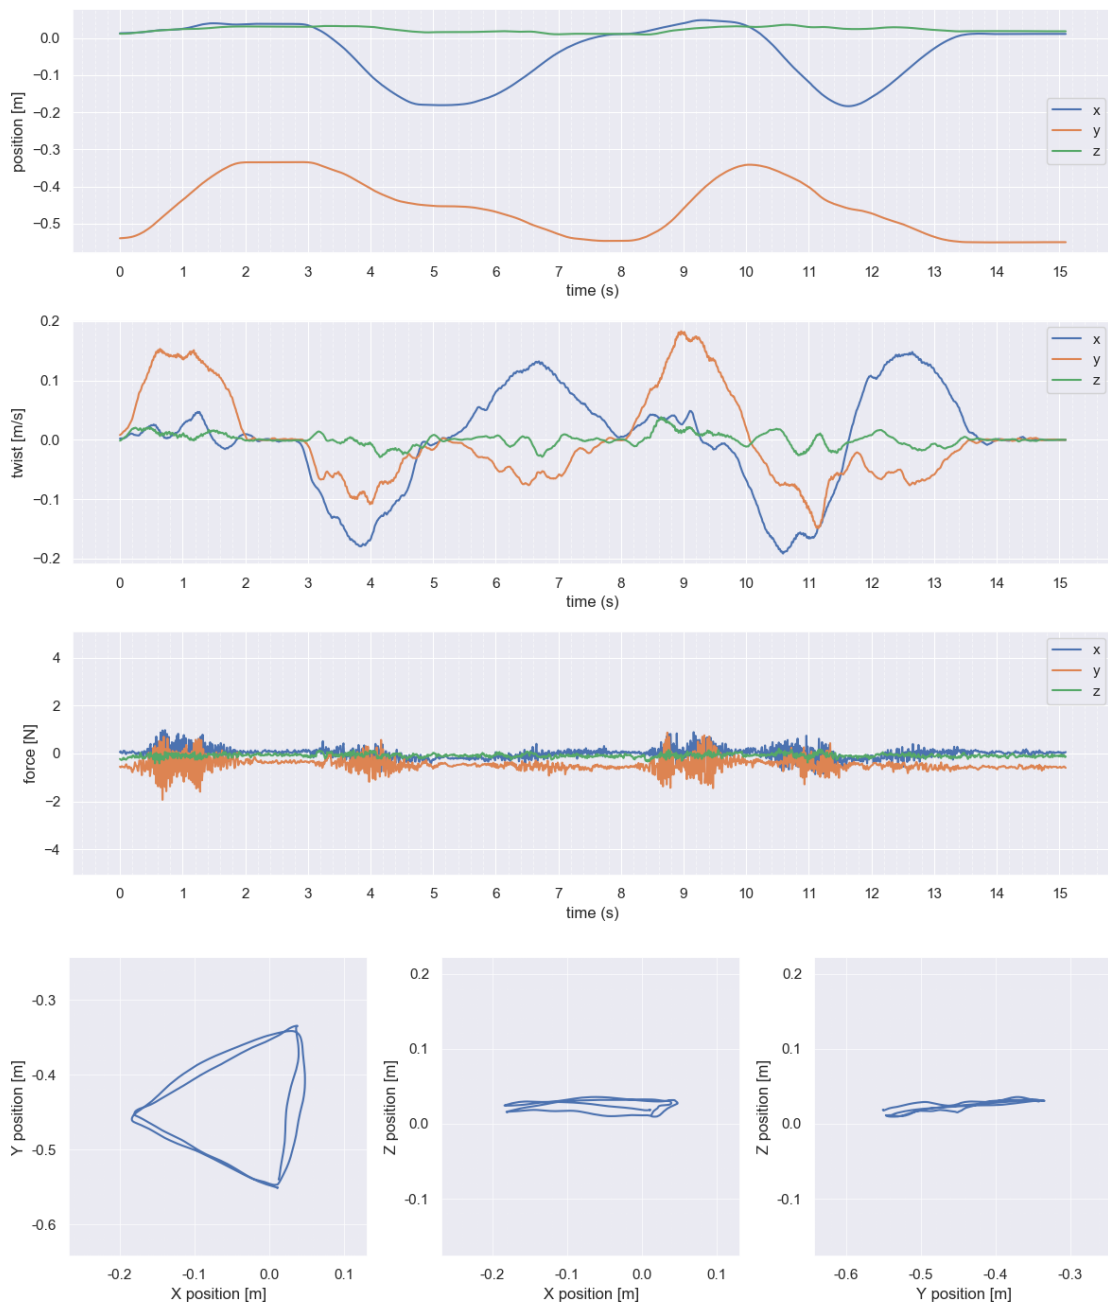 position [m]
0.0
−0.1
−0.2
−0.3
−0.4
−0.5
x
y
z
0 1 2 3 4 5 6 7 8 9 10 11 12 13 14 15
time (s)
twist [m/s]
0.2
0.1
0.0
−0.1
−0.2
x
y
z
0 1 2 3 4 5 6 7 8 9 10 11 12 13 14 15
time (s)
force [N]
4
2
0
−2
−4
x
y
z
0 1 2 3 4 5 6 7 8 9 10 11 12 13 14 15
time (s)
Y position [m]
-0.3
-0.4
-0.5
-0.6
-0.2 -0.1 0.0 0.1
X position [m]
Z position [m]
0.2
0.1
0.0
-0.1
-0.2 -0.1 0.0 0.1
X position [m]
Z position [m]
0.2
0.1
0.0
-0.1
-0.6 -0.5 -0.4 -0.3
Y position [m]